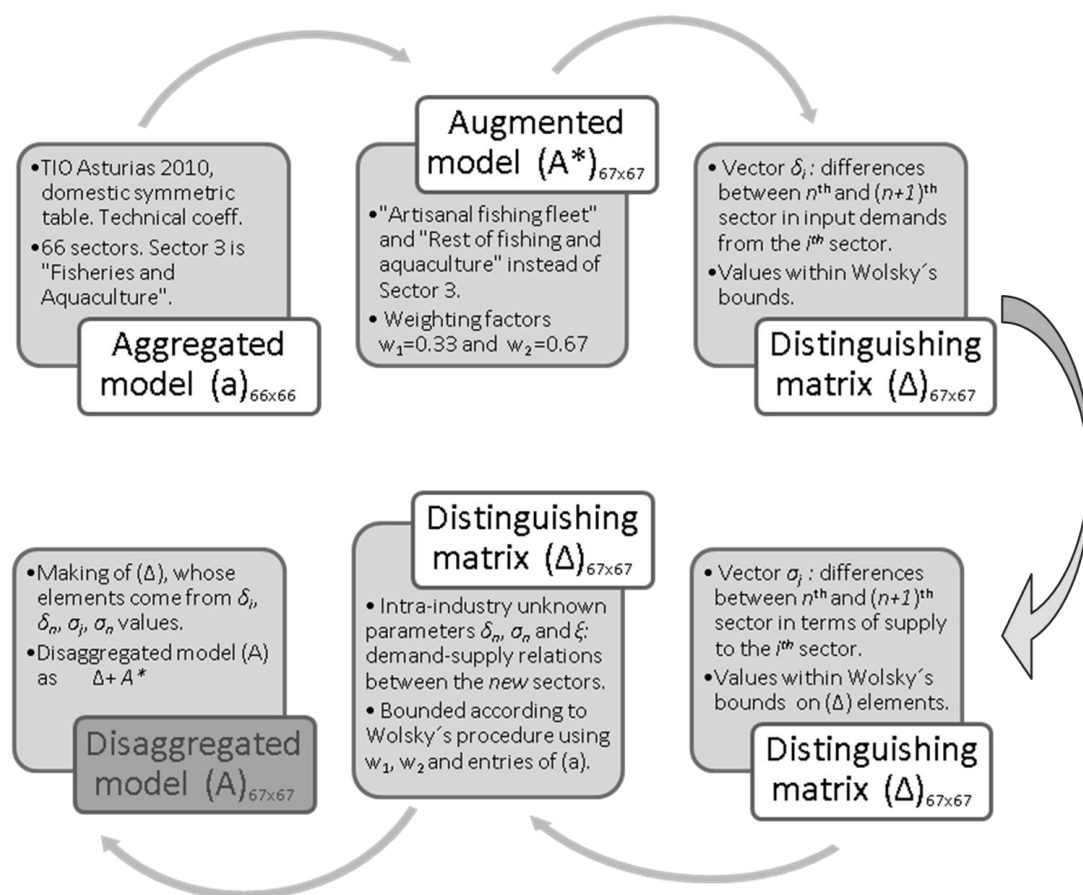 •TIO Asturias 2010,
domestic symmetric
table. Technical coeff.
•66 sectors. Sector 3 is
"Fisheries and
Aquaculture".
Aggregated
model (a)66x66
Augmented
model (A*)67x67
•"Artisanal fishing fleet"
and "Rest of fishing and
aquaculture" instead of
Sector 3.
• Weighting factors
w1=0.33 and w2=0.67
• Vector δi : differences
between nth and (n+1)th
sector in input demands
from the ith sector.
•Values within Wolsky´s
bounds.
Distinguishing
matrix (Δ)67x67
• Vector σj : differences
between nth and (n+1)th
sector in terms of supply
to the ith sector.
•Values within Wolsky´s
bounds on (Δ) elements.
Distinguishing
matrix (Δ)67x67
Distinguishing
matrix (Δ)67x67
• Intra-industry unknown
parameters δn, σn and ξ:
demand-supply relations
between the new sectors.
• Bounded according to
Wolsky´s procedure using
w1, w2 and entries of (a).
•Making of (Δ), whose
elements come from δi,
δn, σj, σn values.
•Disaggregated model (A)
as Δ+ A*
Disaggregated
model (A)67x67